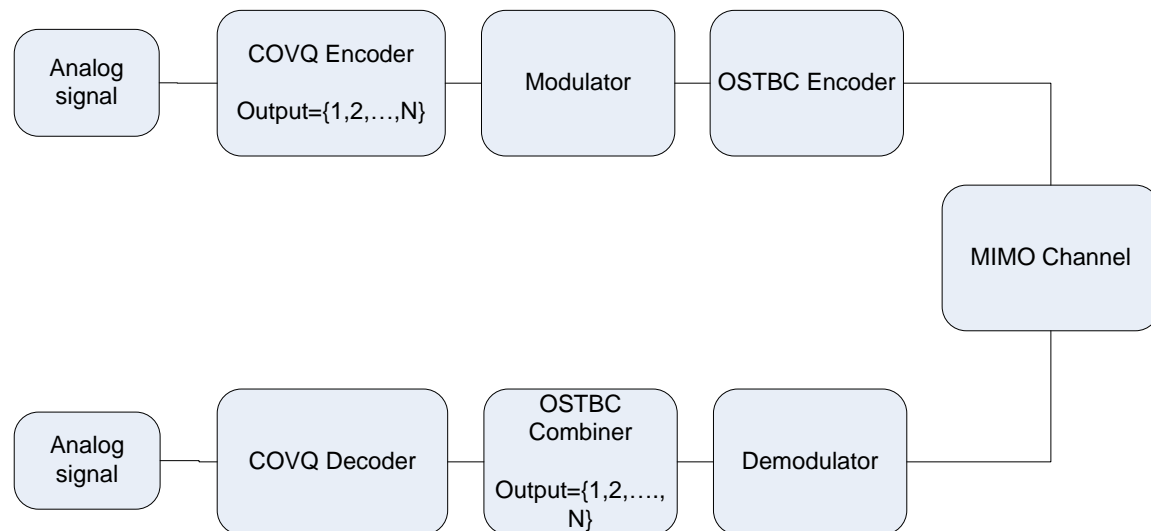 Analog
signal
COVQ Encoder
Output={1,2,…,N}
Modulator
OSTBC Encoder
MIMO Channel
Analog
signal
COVQ Decoder
OSTBC
Combiner
Output={1,2,….,
N}
Demodulator